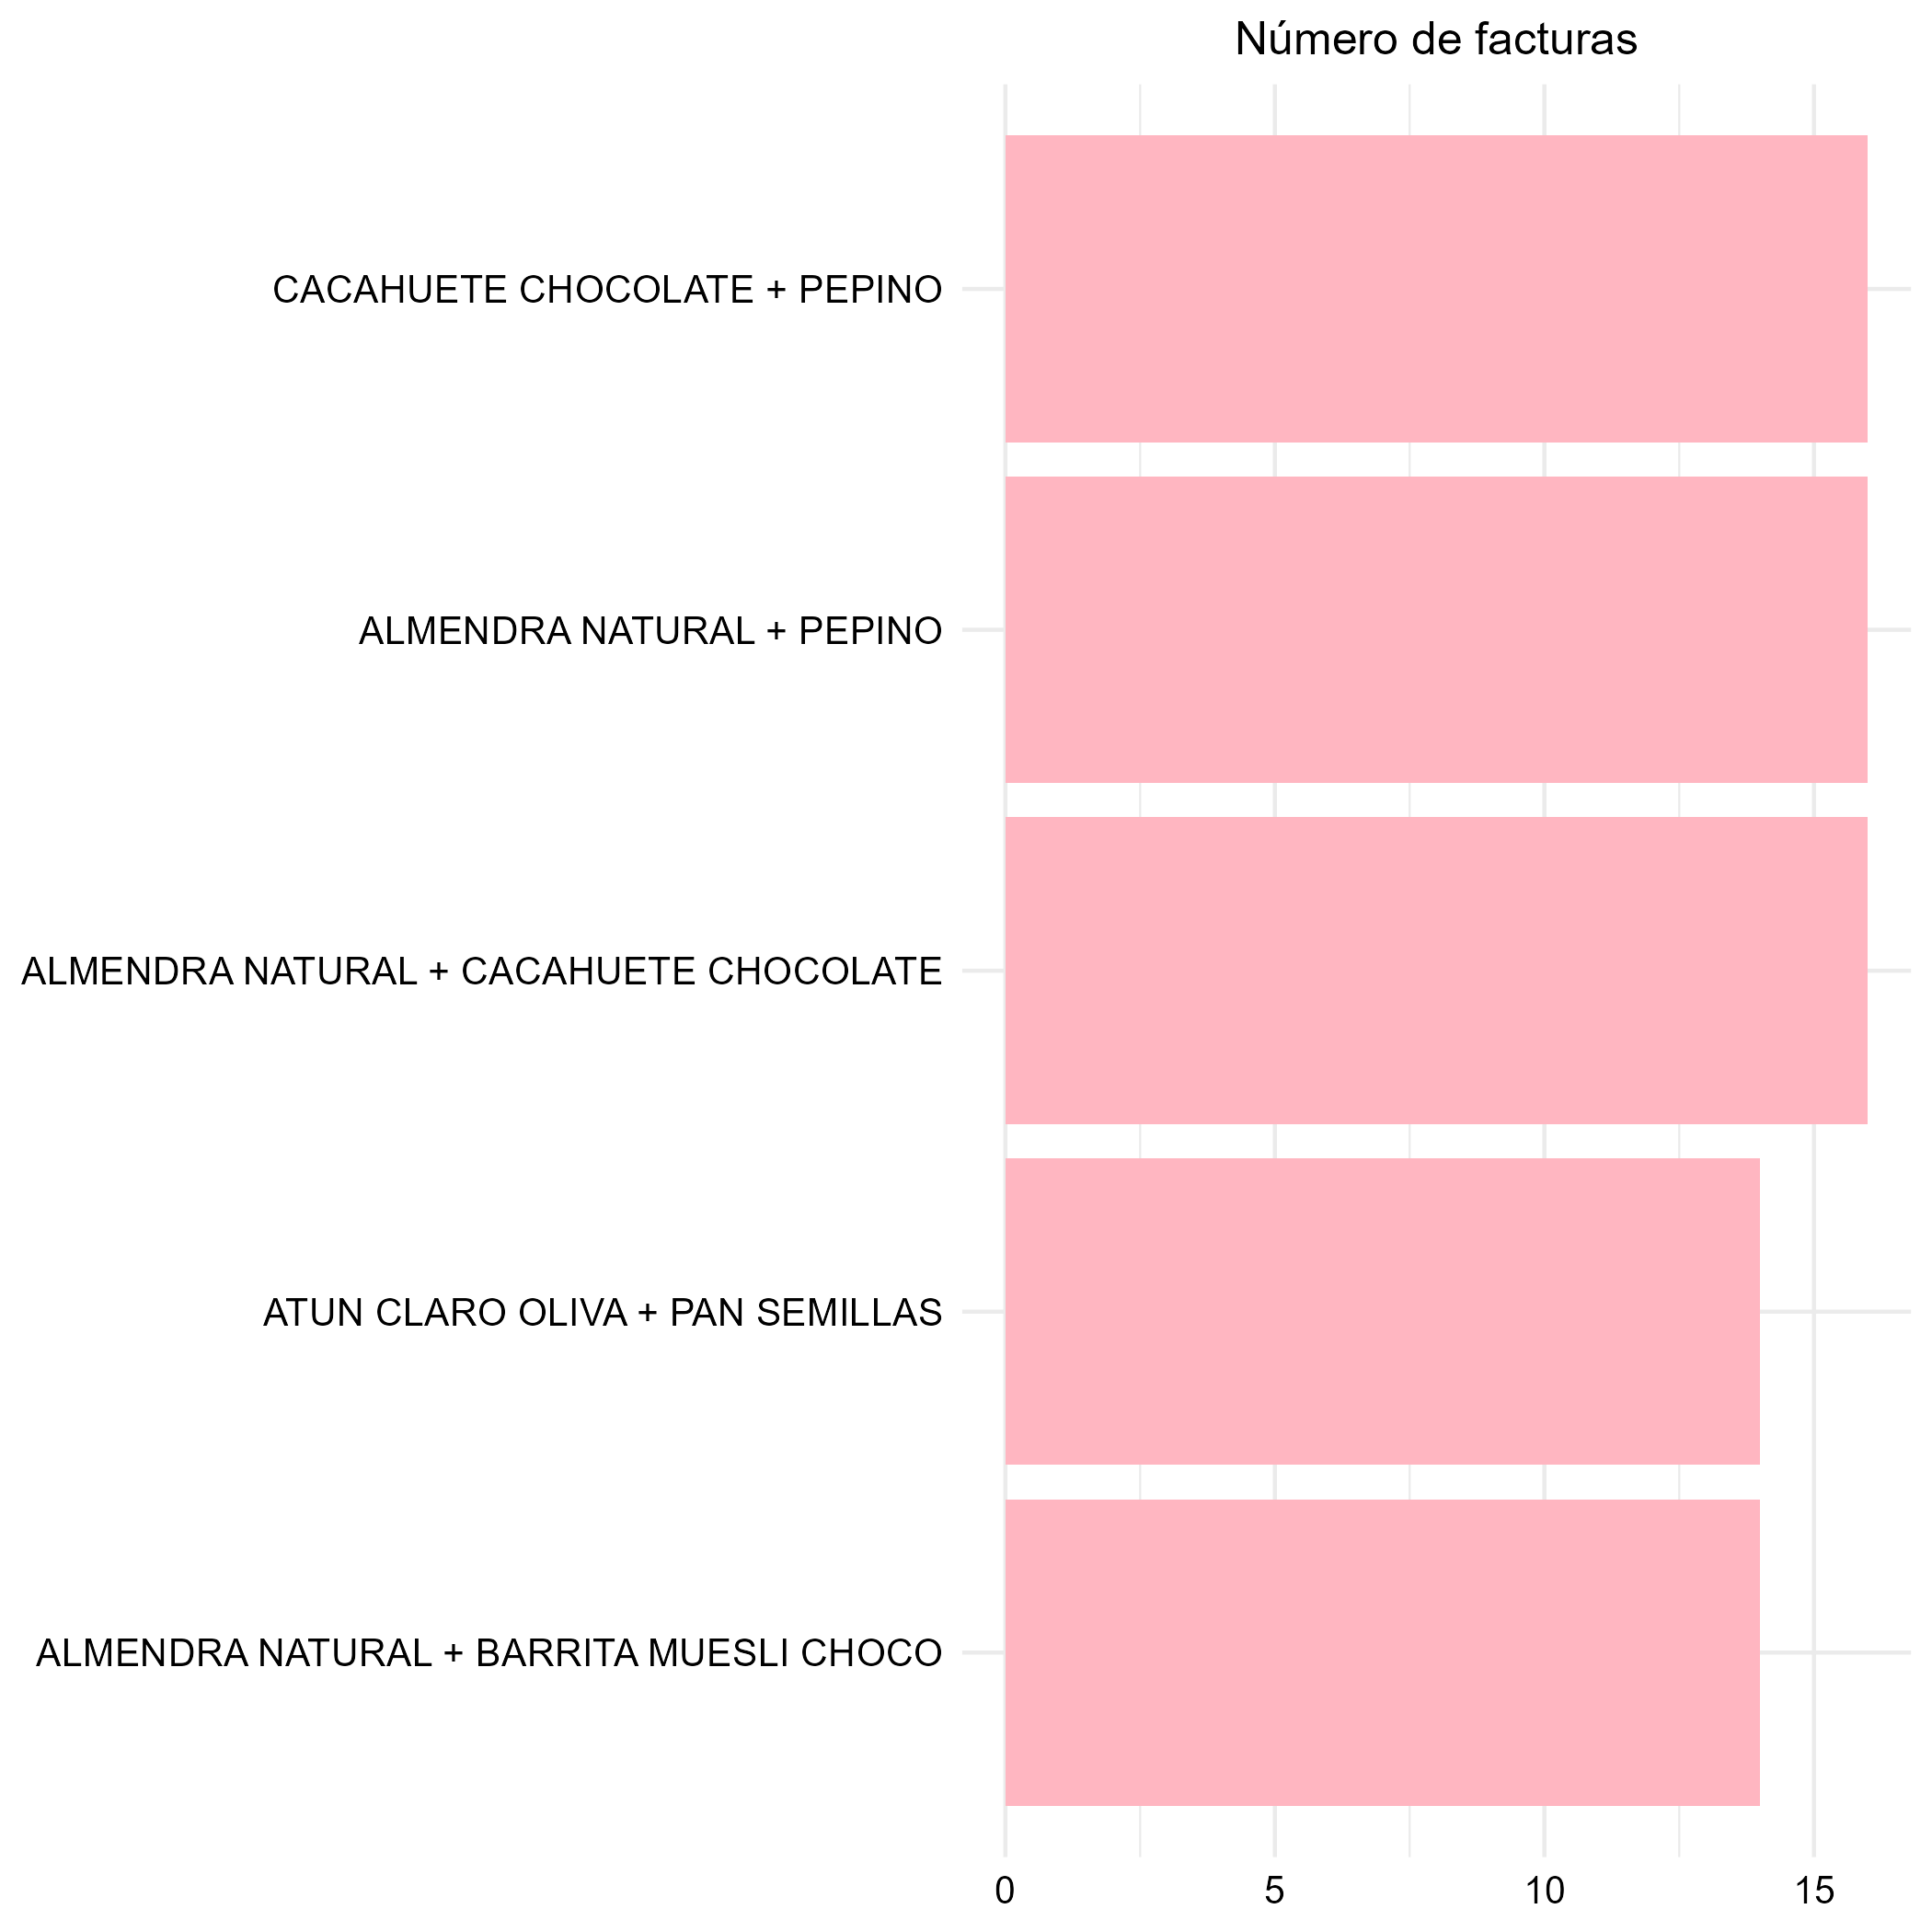 Número de facturas
CACAHUETE CHOCOLATE + PEPINO
ALMENDRA NATURAL + PEPINO
ALMENDRA NATURAL + CACAHUETE CHOCOLATE
ATUN CLARO OLIVA + PAN SEMILLAS
ALMENDRA NATURAL + BARRITA MUESLI CHOCO
0 5 10 15